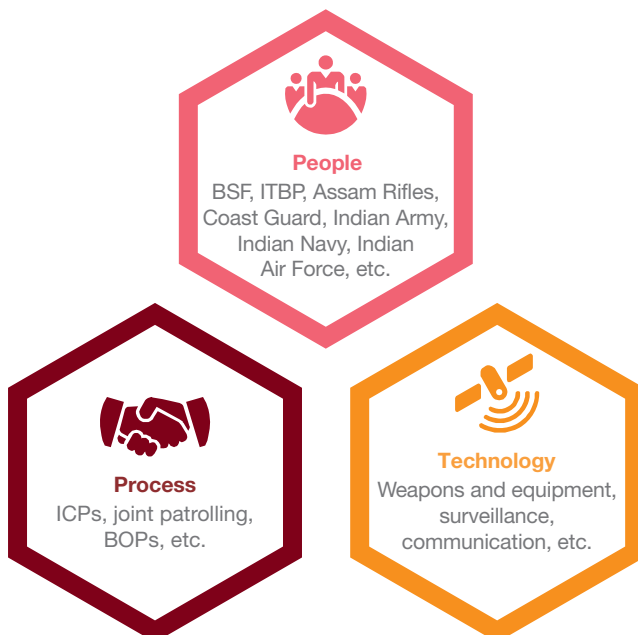 People
BSF, ITBP, Assam Rifles,
Coast Guard, Indian Army,
Indian Navy, Indian
Air Force, etc.
Process
ICPs, joint patrolling,
BOPs, etc.
Technology
Weapons and equipment,
surveillance,
communication, etc.